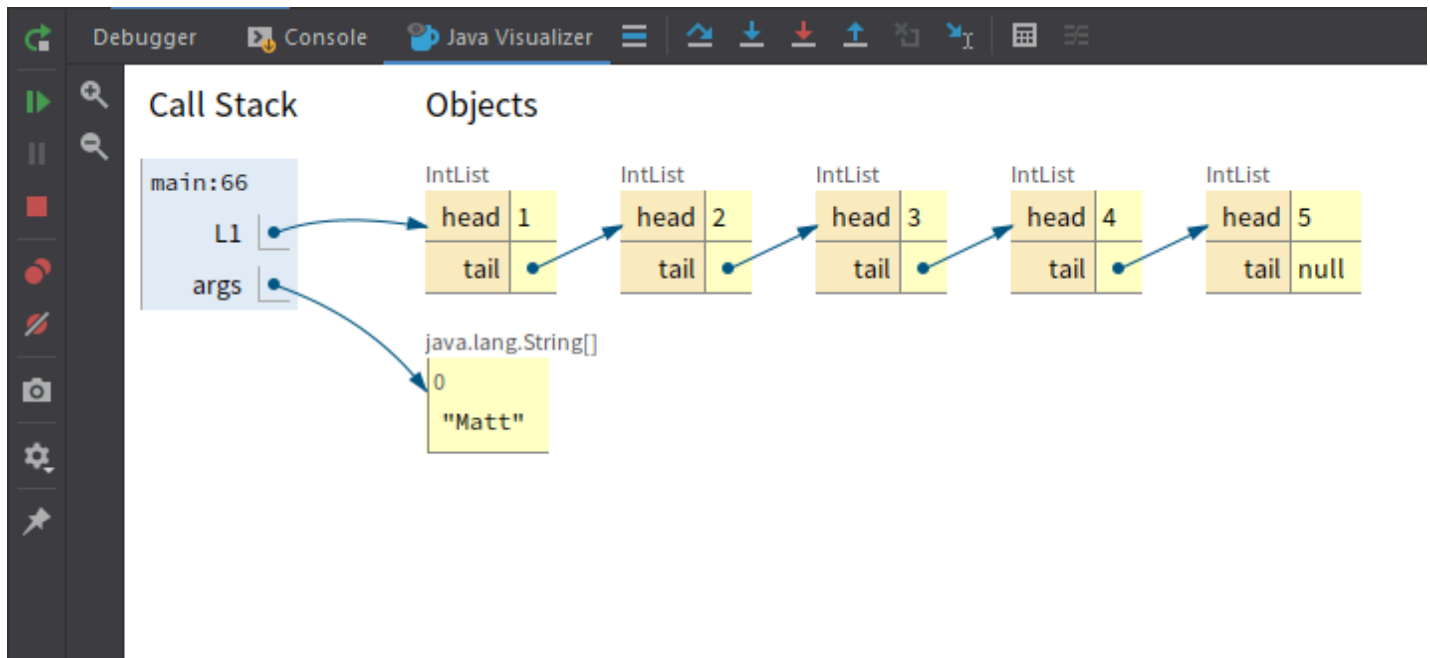 Debugger Console Java Visualizer
Call Stack Objects
main:66
L1
args
IntList IntList IntList IntList IntList
head 1 head 2 head 3 head 4 head 5
tail tail tail tail tail null
java.lang.String[]
0
"Matt"